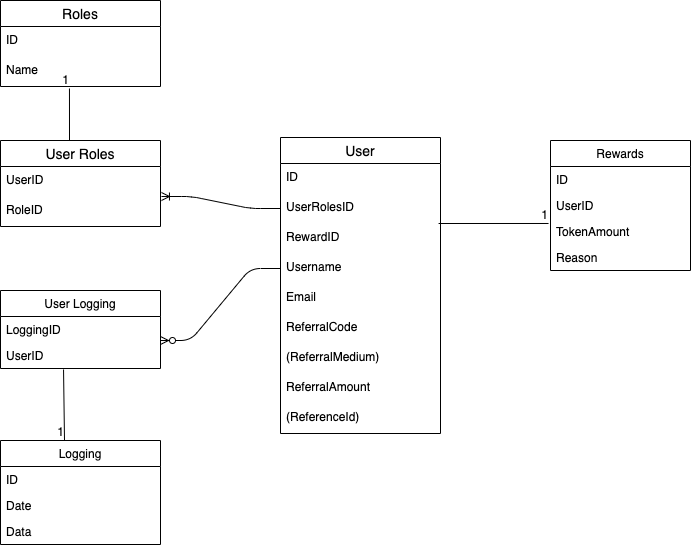 Roles
ID
Name
1
User Roles
UserID
RoleID
User Logging
LoggingID
UserID
1
Logging
ID
Date
Data
User
ID
UserRolesID
RewardID
Username
Email
ReferralCode
(ReferralMedium)
ReferralAmount
(ReferenceId)
1
Rewards
ID
UserID
TokenAmount
Reason